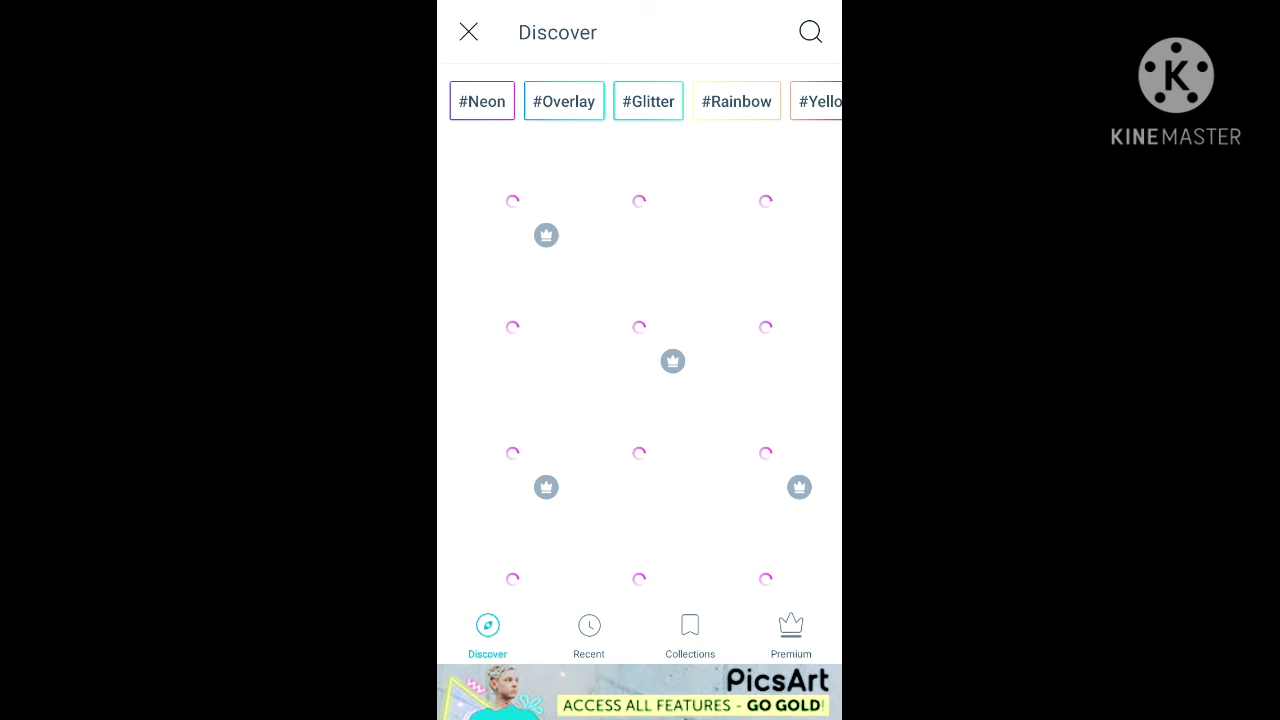 Discover
#Neon
#Overlay
#Glitter
#Rainbow
#Yello
K
KINEMASTER
Discover
Recent
Collections
Premium
PicsArt
ACCESS ALL FEATURES - GO GOLD!